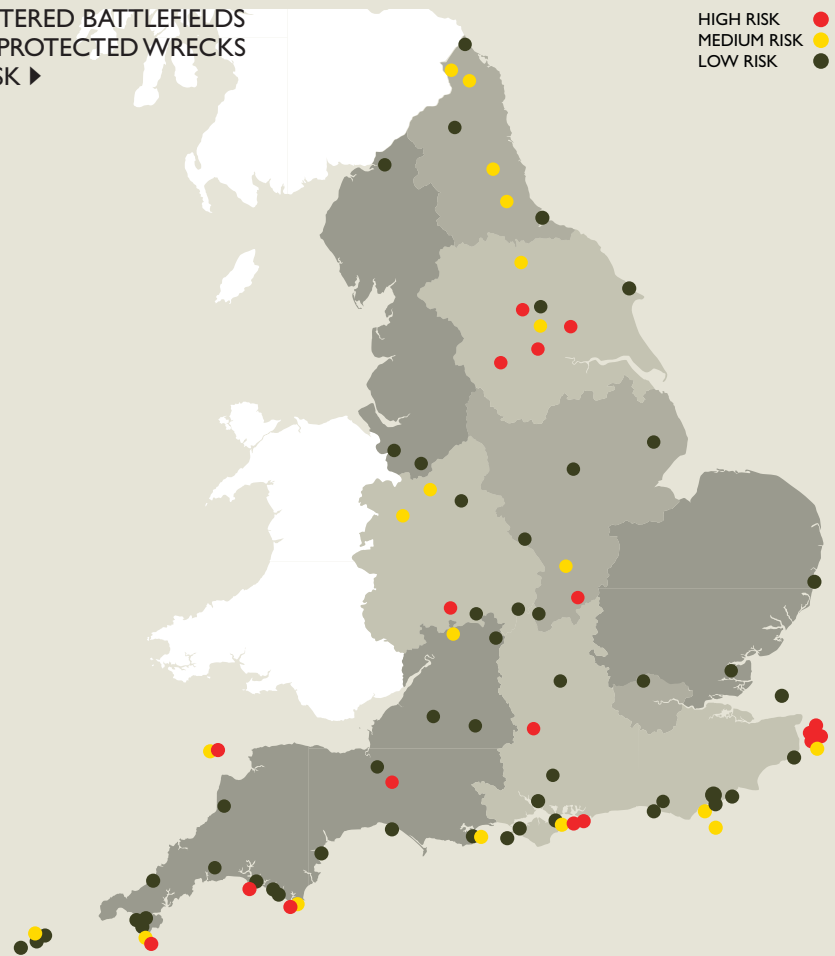 TERED BATTLEFIELDS
PROTECTED WRECKS
SK
HIGH RISK
MEDIUM RISK
LOW RISK